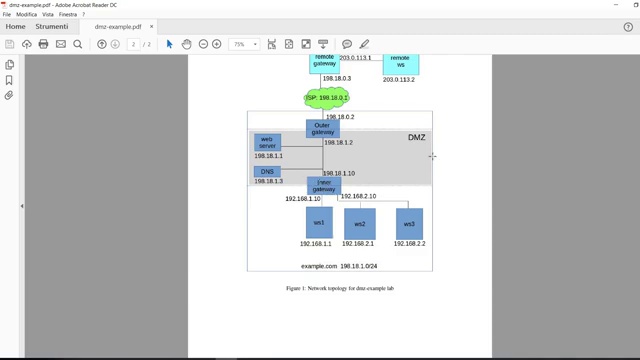 dmz-example.pdf - Adobe Acrobat Reader DC
File Modifica Vista Firma Finestra ?
Home Strumenti dmz-example.pdf ×
2 / 2 75%
remote gateway
203.0.113.1
remote ws
203.0.113.2
198.18.0.3
ISP: 198.18.0.1
198.18.0.2
Outer gateway
DMZ
web server
198.18.1.2
198.18.1.1
DNS
198.18.1.10
198.18.1.3
Inner gateway
192.168.1.10
192.168.2.10
ws1
ws2
ws3
192.168.1.1
192.168.2.1
192.168.2.2
example.com 198.18.1.0/24
Figure 1: Network topology for dmz-example lab